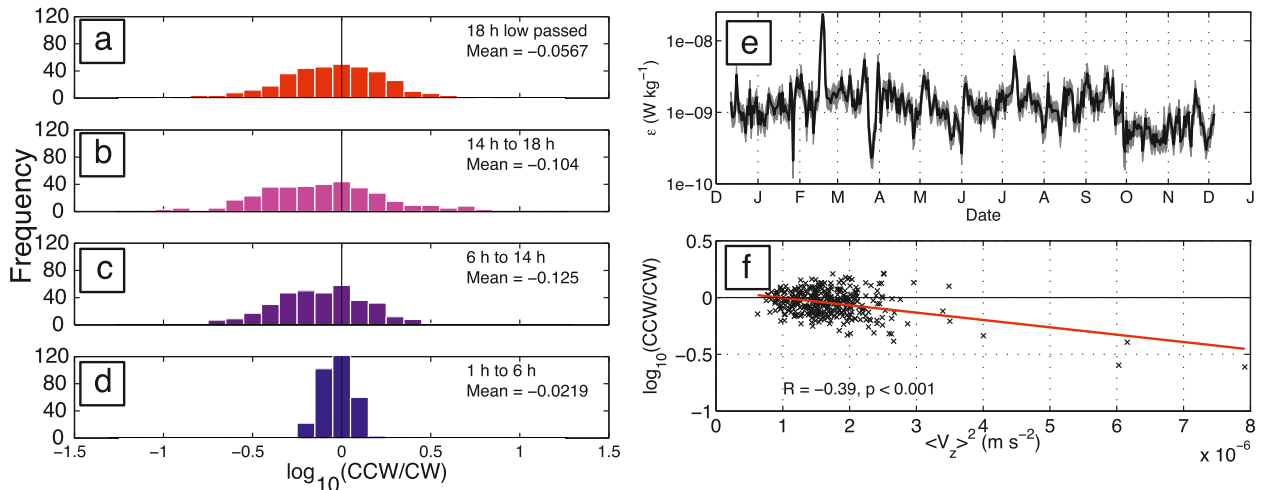 Frequency
120
80
40
0
a
18 h low passed
Mean = −0.0567
120
80
40
0
b
14 h to 18 h
Mean = −0.104
120
80
40
0
c
6 h to 14 h
Mean = −0.125
120
80
40
0
d
1 h to 6 h
Mean = −0.0219
−1.5 −1 −0.5 0 0.5 1 1.5
log10(CCW/CW)
e
ε (W kg−1)
1e−08
1e−09
1e−10
D J F M A M J J A S O N D J
Date
f
log10(CCW/CW)
0.5
0
−0.5
−1
R = −0.39, p < 0.001
0 1 2 3 4 5 6 7 8
<Vz>2 (m s−2)
x 10−6